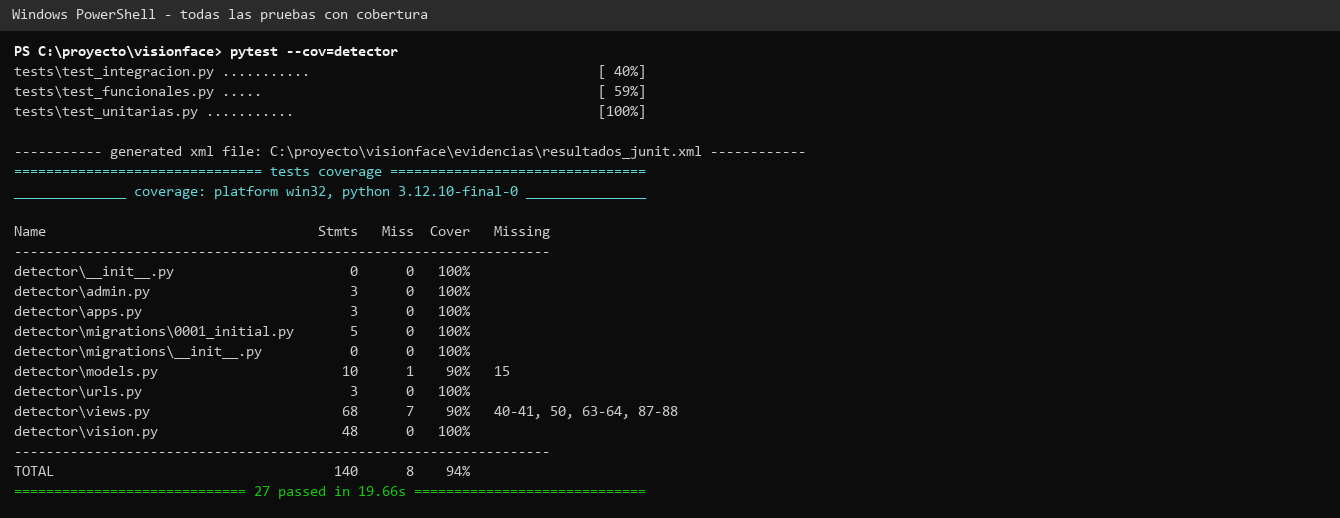 Windows PowerShell - todas las pruebas con cobertura
PS C:\proyecto\visionface> pytest --cov=detector
tests\test_integracion.py ...........                                    [ 40%]
tests\test_funcionales.py .....                                          [ 59%]
tests\test_unitarias.py ...........                                      [100%]
----------- generated xml file: C:\proyecto\visionface\evidencias\resultados_junit.xml ------------
=============================== tests coverage ================================
______________ coverage: platform win32, python 3.12.10-final-0 _______________
Name                                  Stmts   Miss  Cover   Missing
-------------------------------------------------------------------
detector\__init__.py                      0      0   100%
detector\admin.py                         3      0   100%
detector\apps.py                          3      0   100%
detector\migrations\0001_initial.py       5      0   100%
detector\migrations\__init__.py           0      0   100%
detector\models.py                       10      1    90%   15
detector\urls.py                          3      0   100%
detector\views.py                        68      7    90%   40-41, 50, 63-64, 87-88
detector\vision.py                       48      0   100%
-------------------------------------------------------------------
TOTAL                                   140      8    94%
============================= 27 passed in 19.66s =============================